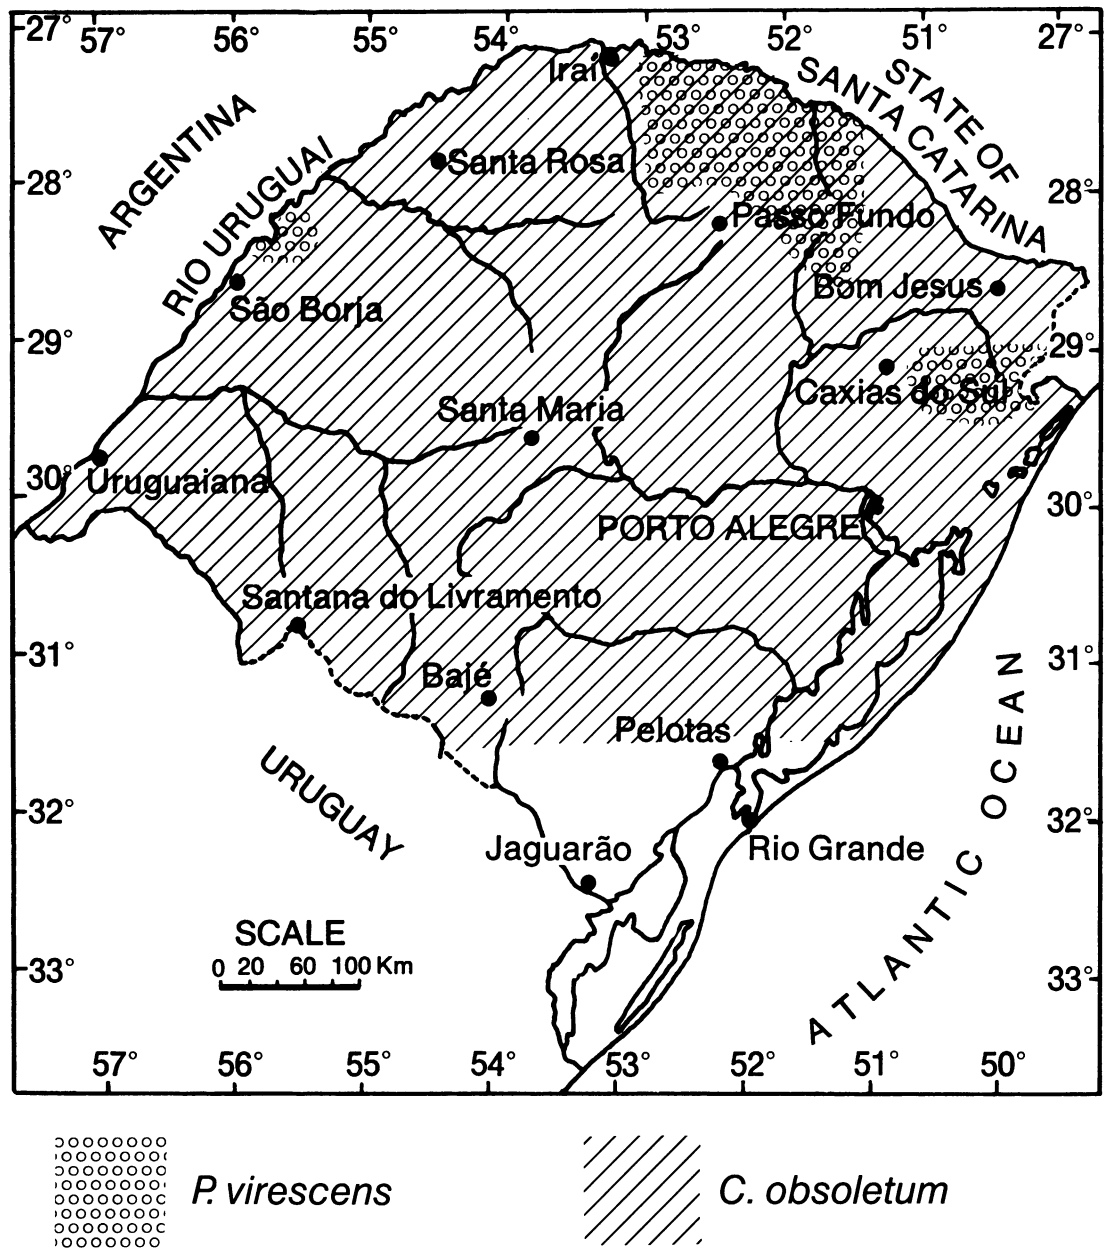 27°
57°
56°
55°
54°
53°
52°
51°
27°
Iraí
STATE OF
SANTA CATARINA
ARGENTINA
RIO URUGUAI
Santa Rosa
28°
28°
Passo Fundo
São Borja
Bom Jesus
29°
29°
Caxias do Sul
Santa Maria
30°
Uruguaiana
30°
PORTO ALEGRE
Santana do Livramento
31°
31°
Bajé
Pelotas
URUGUAY
ATLANTIC OCEAN
32°
32°
Jaguarão
Rio Grande
SCALE
0 20 60 100 Km
33°
33°
57°
56°
55°
54°
53°
52°
51°
50°
P. virescens
C. obsoletum